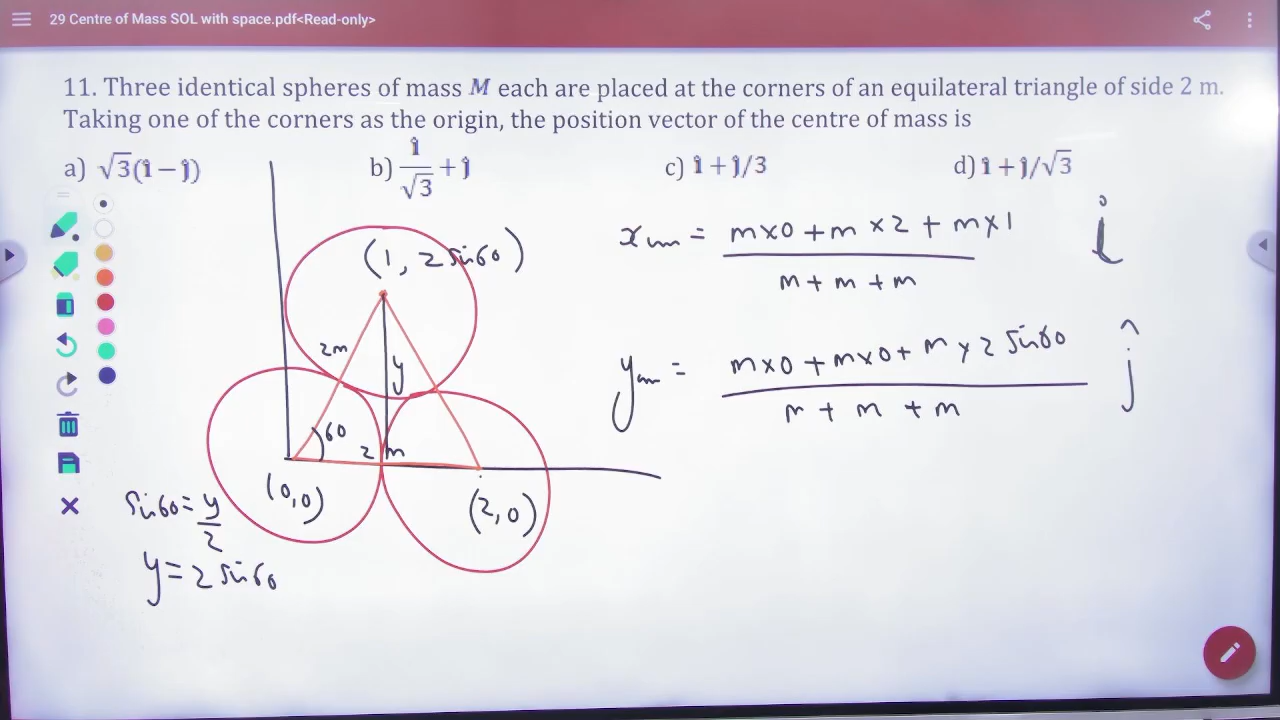 29 Centre of Mass SOL with space.pdf<Read-only>
11. Three identical spheres of mass M each are placed at the corners of an equilateral triangle of side 2 m.
Taking one of the corners as the origin, the position vector of the centre of mass is
a) √3(î − ĵ) b) î/√3 + ĵ c) î + ĵ/3 d) î + ĵ/√3
(1, 2 sin60)
2m
y
60
2 m
(0,0)
(2,0)
sin60 = y/2
y = 2 sin60
xcm = (m×0 + m×2 + m×1)/(m + m + m) i
ycm = (m×0 + m×0 + m×2 sin60)/(m + m + m) ĵ